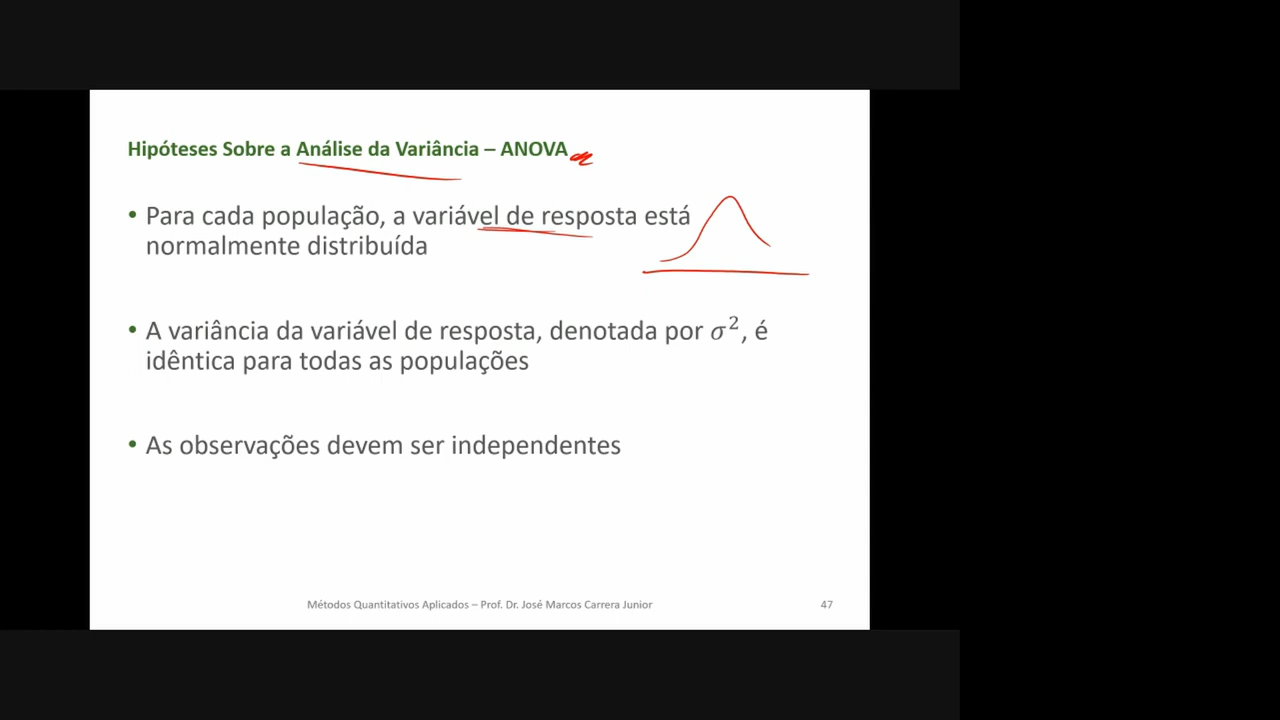 Hipóteses Sobre a Análise da Variância – ANOVA
• Para cada população, a variável de resposta está
normalmente distribuída
• A variância da variável de resposta, denotada por σ², é
idêntica para todas as populações
• As observações devem ser independentes
Métodos Quantitativos Aplicados – Prof. Dr. José Marcos Carrera Junior
47